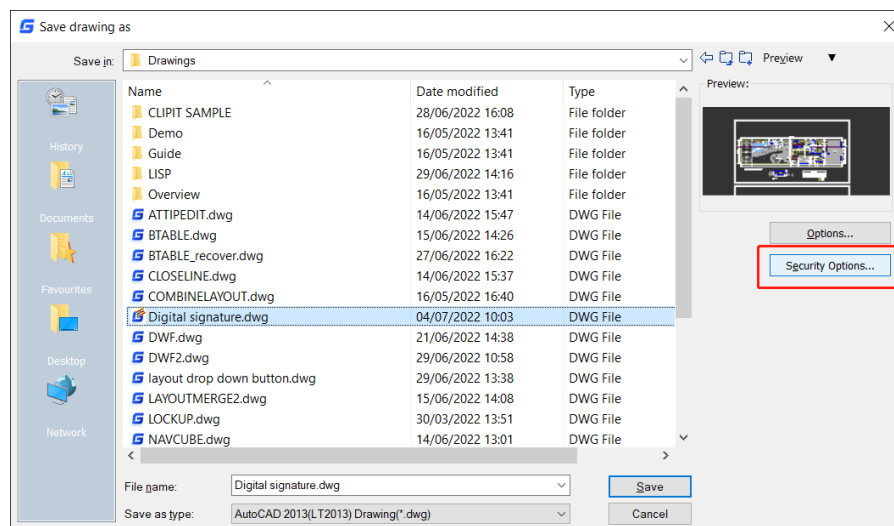 Save drawing as
Save in: Drawings Preview
Name Date modified Type Preview:
CLIPIT SAMPLE 28/06/2022 16:08 File folder
Demo 16/05/2022 13:41 File folder
Guide 16/05/2022 13:41 File folder
LISP 29/06/2022 14:16 File folder
Overview 16/05/2022 13:41 File folder
ATTIPEDIT.dwg 14/06/2022 15:47 DWG File
BTABLE.dwg 15/06/2022 14:26 DWG File
BTABLE_recover.dwg 27/06/2022 16:22 DWG File
CLOSELINE.dwg 14/06/2022 15:37 DWG File
COMBINELAYOUT.dwg 16/05/2022 16:40 DWG File
Digital signature.dwg 04/07/2022 10:03 DWG File
DWF.dwg 21/06/2022 14:38 DWG File
DWF2.dwg 29/06/2022 10:58 DWG File
layout drop down button.dwg 29/06/2022 13:38 DWG File
LAYOUTMERGE2.dwg 15/06/2022 14:08 DWG File
LOCKUP.dwg 30/03/2022 13:51 DWG File
NAVCUBE.dwg 14/06/2022 13:01 DWG File
History
Documents
Favourites
Desktop
Network
Options...
Security Options...
File name: Digital signature.dwg Save
Save as type: AutoCAD 2013(LT2013) Drawing(*.dwg) Cancel